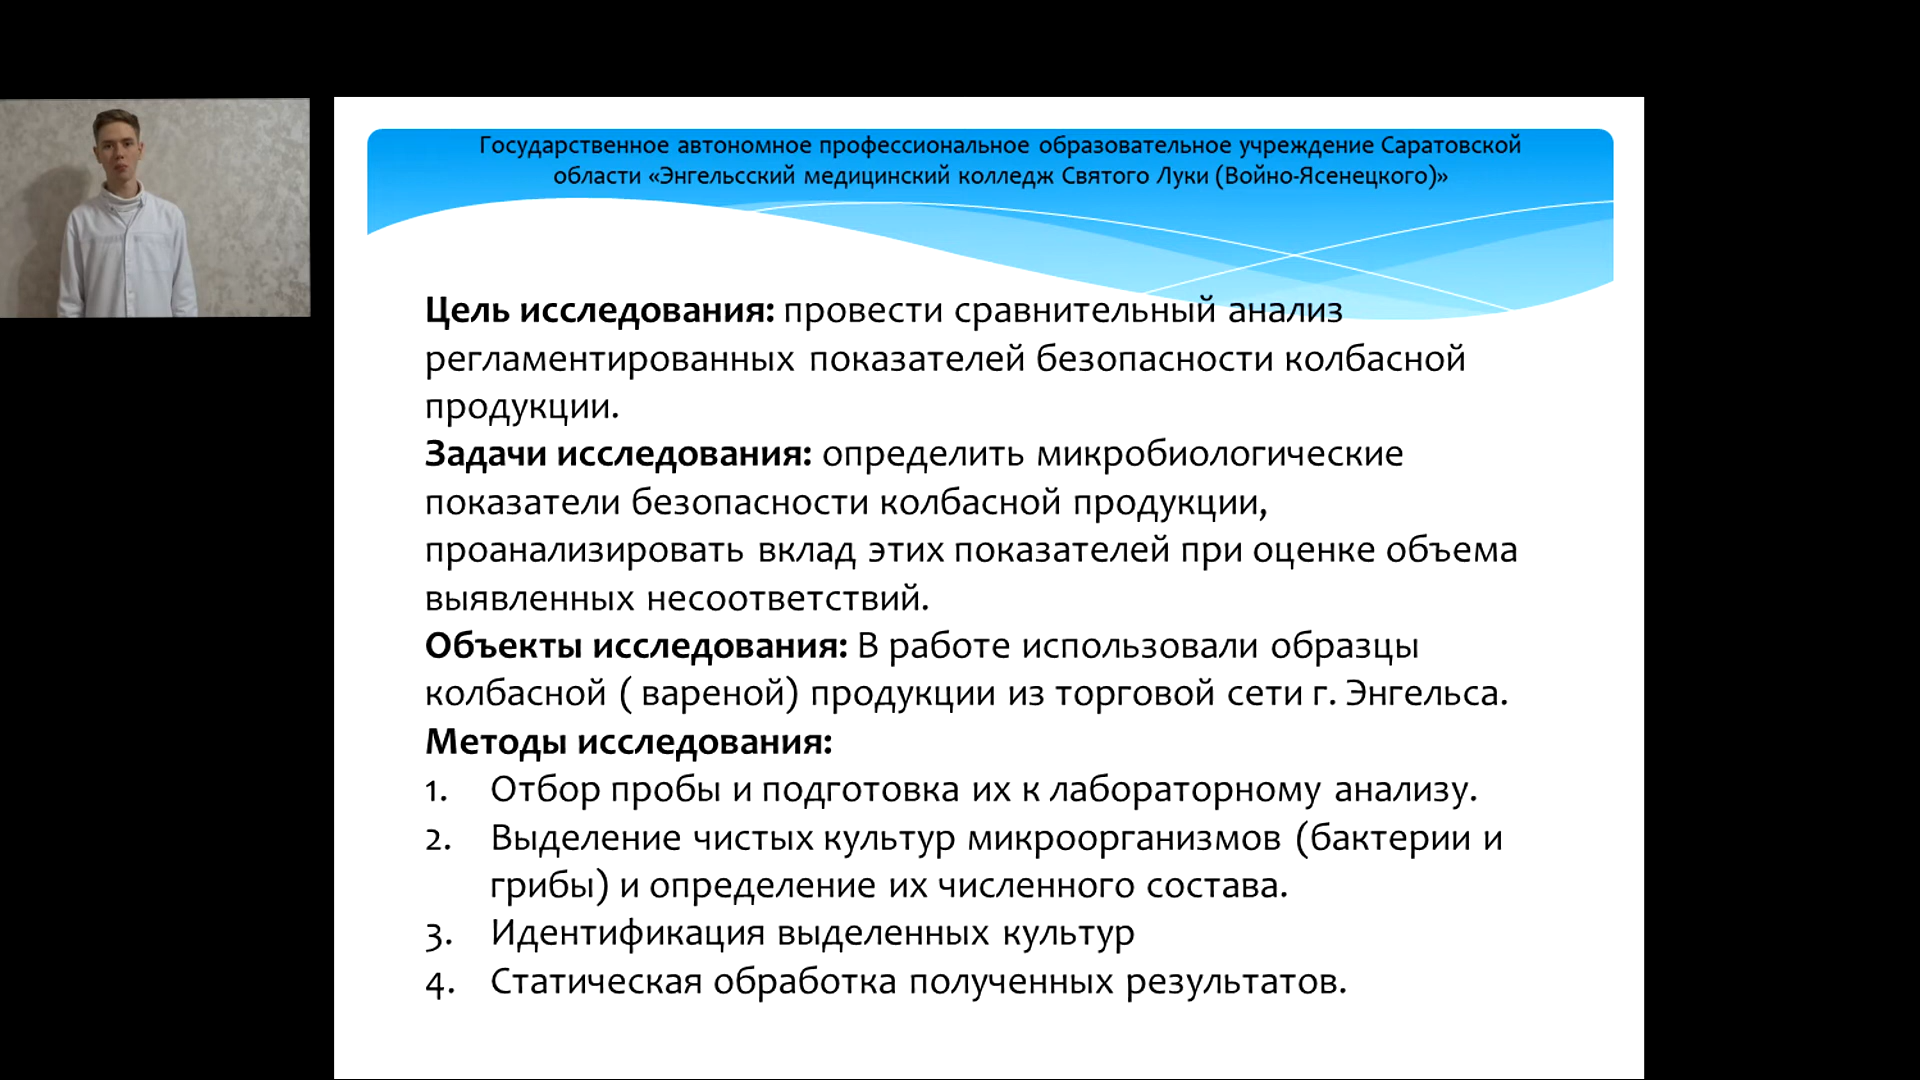 Государственное автономное профессиональное образовательное учреждение Саратовской
области «Энгельсский медицинский колледж Святого Луки (Войно-Ясенецкого)»
Цель исследования: провести сравнительный анализ
регламентированных показателей безопасности колбасной
продукции.
Задачи исследования: определить микробиологические
показатели безопасности колбасной продукции,
проанализировать вклад этих показателей при оценке объема
выявленных несоответствий.
Объекты исследования: В работе использовали образцы
колбасной ( вареной) продукции из торговой сети г. Энгельса.
Методы исследования:
1. Отбор пробы и подготовка их к лабораторному анализу.
2. Выделение чистых культур микроорганизмов (бактерии и
грибы) и определение их численного состава.
3. Идентификация выделенных культур
4. Статическая обработка полученных результатов.